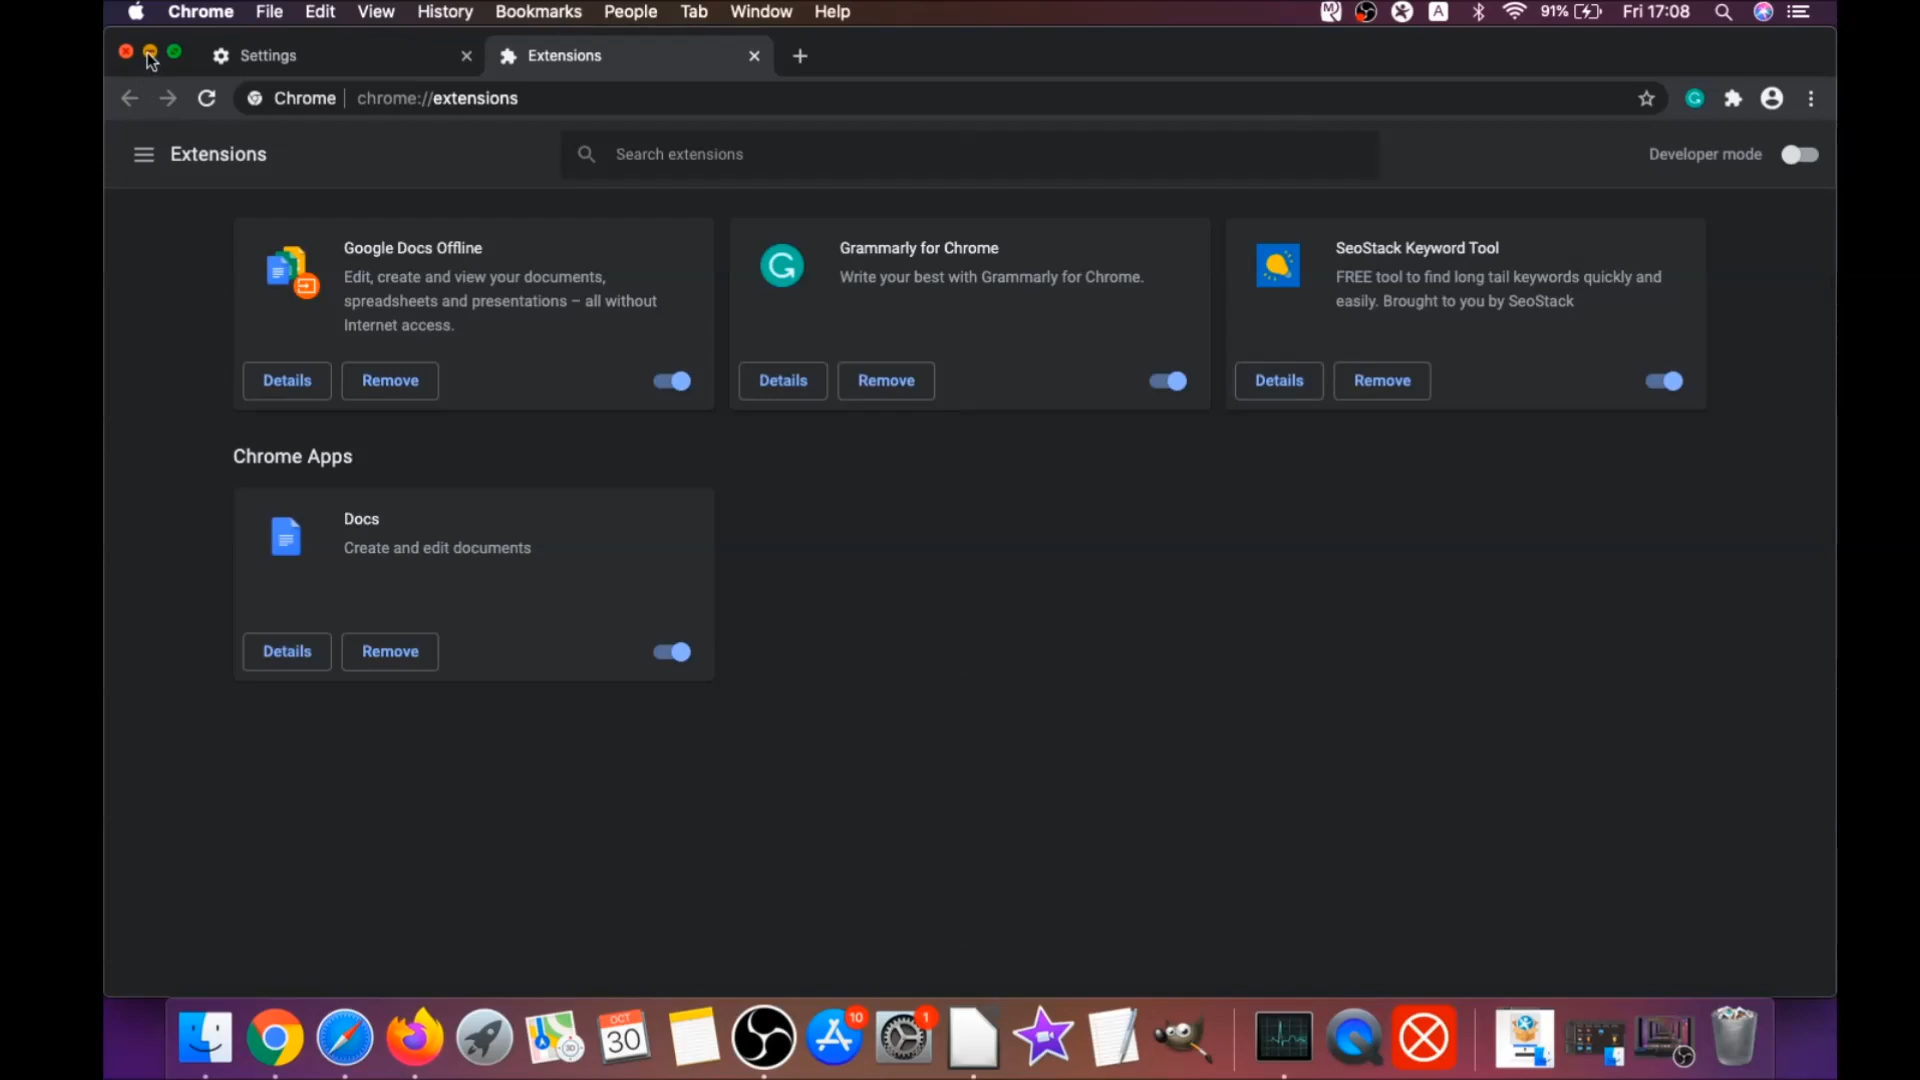 Chrome File Edit View History Bookmarks People Tab Window Help
A 91% Fri 17:08
Settings
Extensions
Chrome | chrome://extensions
G
Extensions
Search extensions
Developer mode
Google Docs Offline
Edit, create and view your documents,
spreadsheets and presentations – all without
Internet access.
Details Remove
G
Grammarly for Chrome
Write your best with Grammarly for Chrome.
Details Remove
SeoStack Keyword Tool
FREE tool to find long tail keywords quickly and
easily. Brought to you by SeoStack
Details Remove
Chrome Apps
Docs
Create and edit documents
Details Remove
3D
OCT
30
10
1